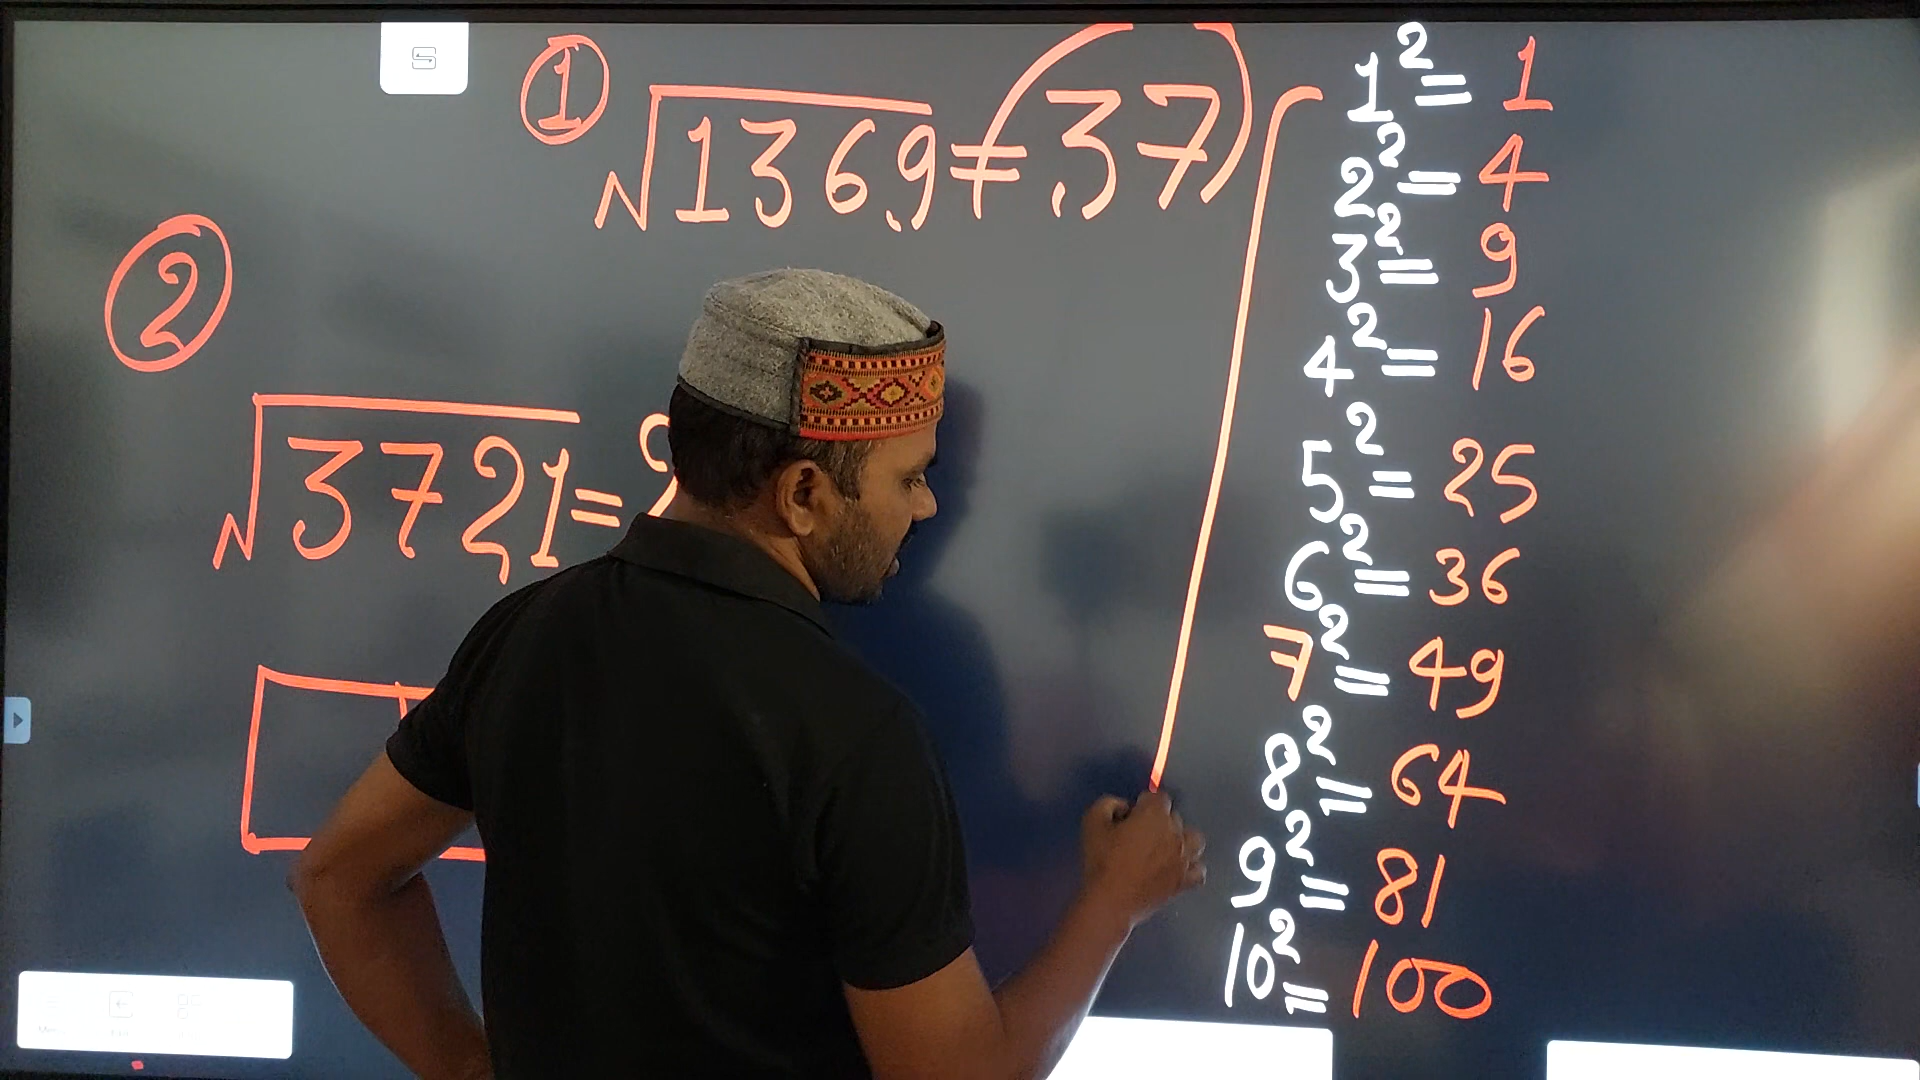 ① √1369 = (37)
②
√3721 = ?
1² = 1
2² = 4
3² = 9
4² = 16
5² = 25
6² = 36
7² = 49
8² = 64
9² = 81
10² = 100